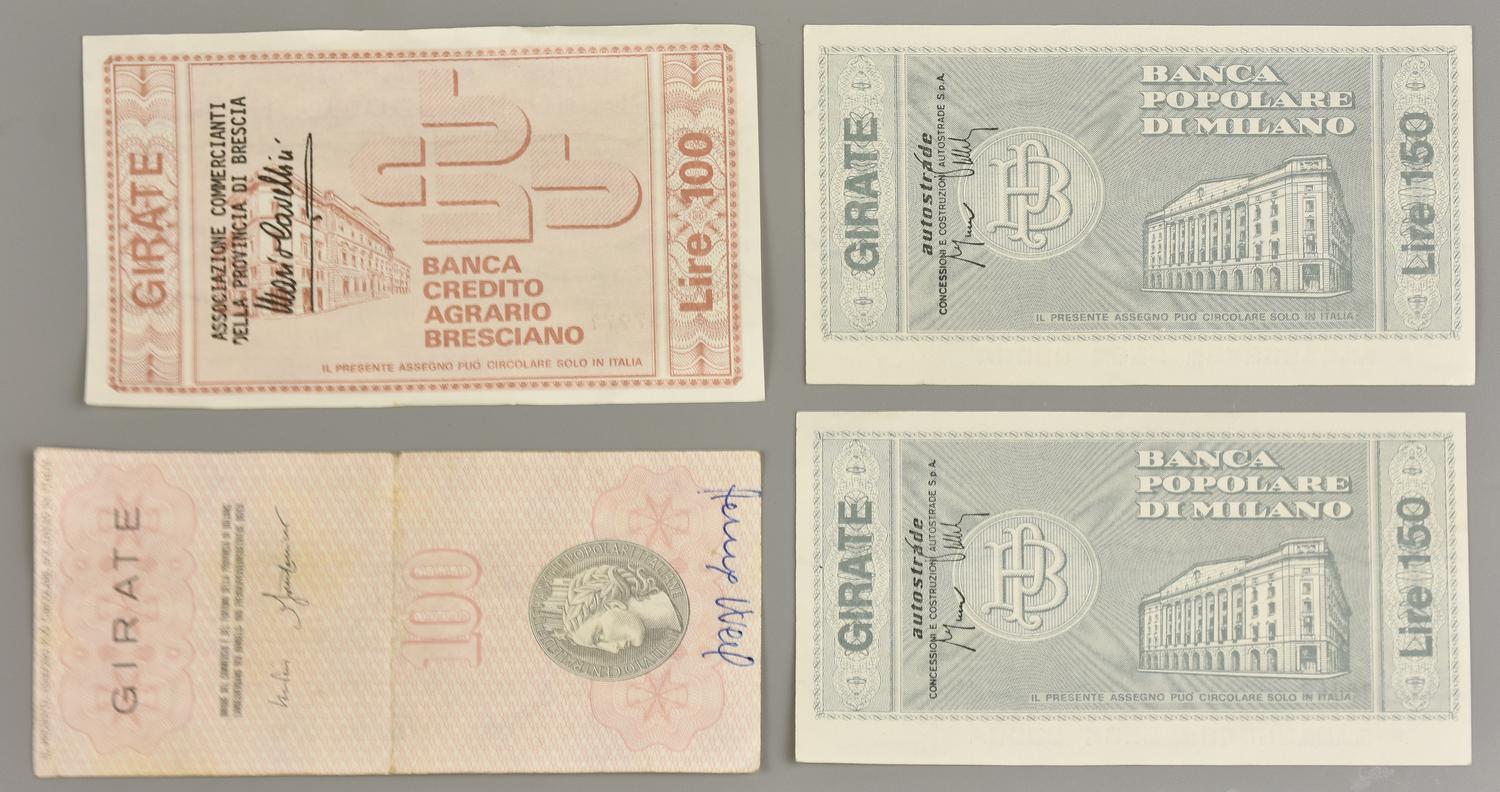 GIRATE
ASSOCIAZIONE COMMERCIANTI
DELLA PROVINCIA DI BRESCIA
BANCA
CREDITO
AGRARIO
BRESCIANO
IL PRESENTE ASSEGNO PUÓ CIRCOLARE SOLO IN ITALIA
Lire 100
GIRATE
autostrade
CONCESSIONI E COSTRUZIONI AUTOSTRADE S.p.A.
BANCA
POPOLARE
DI MILANO
IL PRESENTE ASSEGNO PUÓ CIRCOLARE SOLO IN ITALIA
Lire 150
GIRATE
100
GIRATE
autostrade
CONCESSIONI E COSTRUZIONI AUTOSTRADE S.p.A.
BANCA
POPOLARE
DI MILANO
IL PRESENTE ASSEGNO PUÓ CIRCOLARE SOLO IN ITALIA
Lire 150